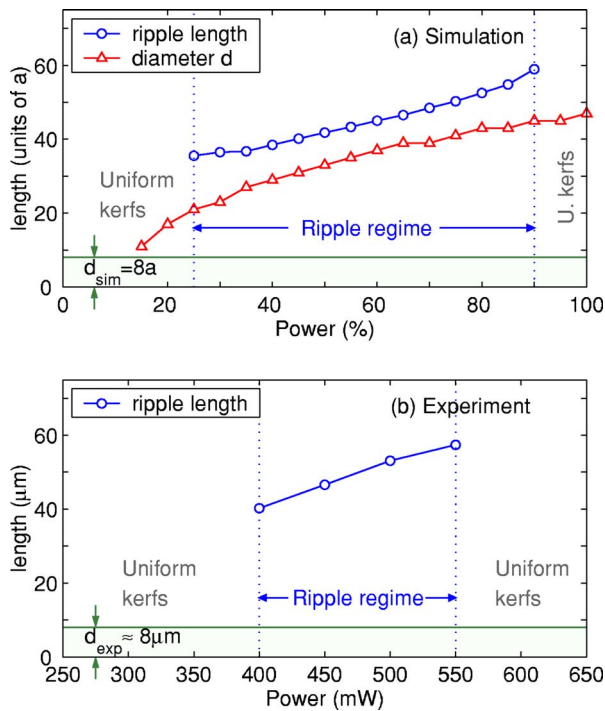 ripple length
diameter d
(a) Simulation
60
40
20
0
length (units of a)
Uniform
kerfs
Ripple regime
U. kerfs
d_sim=8a
0 20 40 60 80 100
Power (%)
ripple length
(b) Experiment
60
40
20
0
length (μm)
Uniform
kerfs
Ripple regime
Uniform
kerfs
d_exp ≈ 8μm
250 300 350 400 450 500 550 600 650
Power (mW)